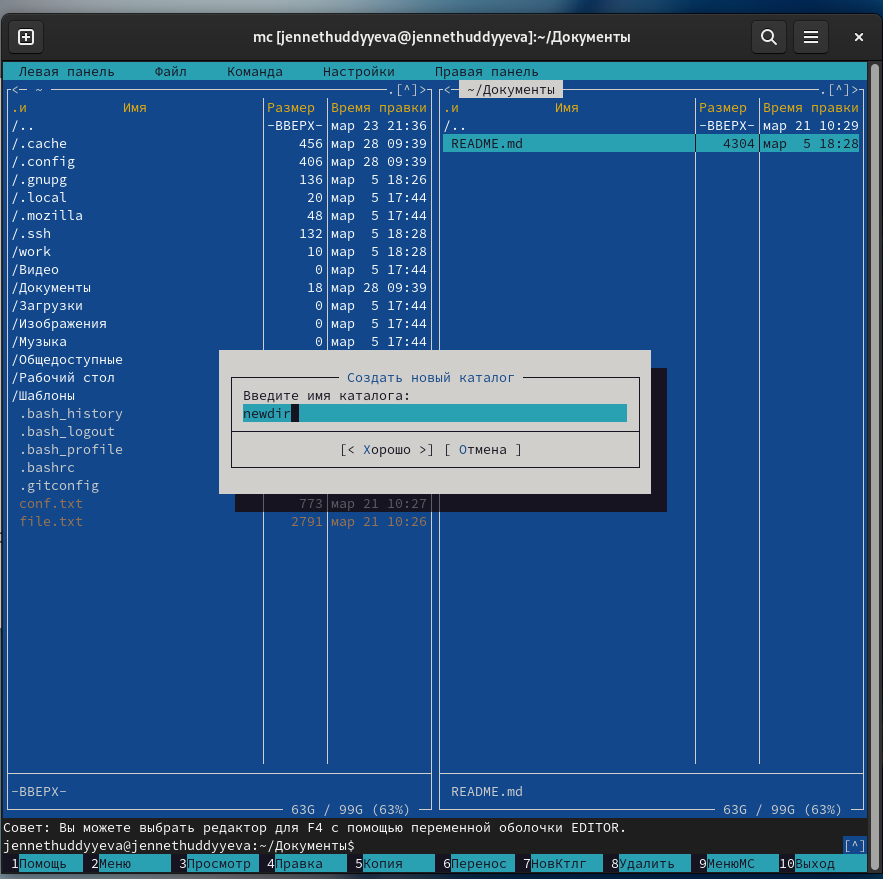 mc [jennethuddyyeva@jennethuddyyeva]:~/Документы
Левая панель Файл Команда Настройки Правая панель
<─ ~ .[^]> <─ ~/Документы .[^]>
.и Имя Размер Время правки .и Имя Размер Время правки
/.. -ВВЕРХ- мар 23 21:36 /.. -ВВЕРХ- мар 21 10:29
/.cache 456 мар 28 09:39 README.md 4304 мар 5 18:28
/.config 406 мар 28 09:39
/.gnupg 136 мар 5 18:26
/.local 20 мар 5 17:44
/.mozilla 48 мар 5 17:44
/.ssh 132 мар 5 18:28
/work 10 мар 5 18:28
/Видео 0 мар 5 17:44
/Документы 18 мар 28 09:39
/Загрузки 0 мар 5 17:44
/Изображения 0 мар 5 17:44
/Музыка 0 мар 5 17:44
/Общедоступные
/Рабочий стол
/Шаблоны
.bash_history
.bash_logout
.bash_profile
.bashrc
.gitconfig
conf.txt 773 мар 21 10:27
file.txt 2791 мар 21 10:26
Создать новый каталог
Введите имя каталога:
newdir
[< Хорошо >] [ Отмена ]
-ВВЕРХ- README.md
63G / 99G (63%) 63G / 99G (63%)
Совет: Вы можете выбрать редактор для F4 с помощью переменной оболочки EDITOR.
jennethuddyyeva@jennethuddyyeva:~/Документы$ [^]
1Помощь 2Меню 3Просмотр 4Правка 5Копия 6Перенос 7НовКтлг 8Удалить 9МенюMC 10Выход